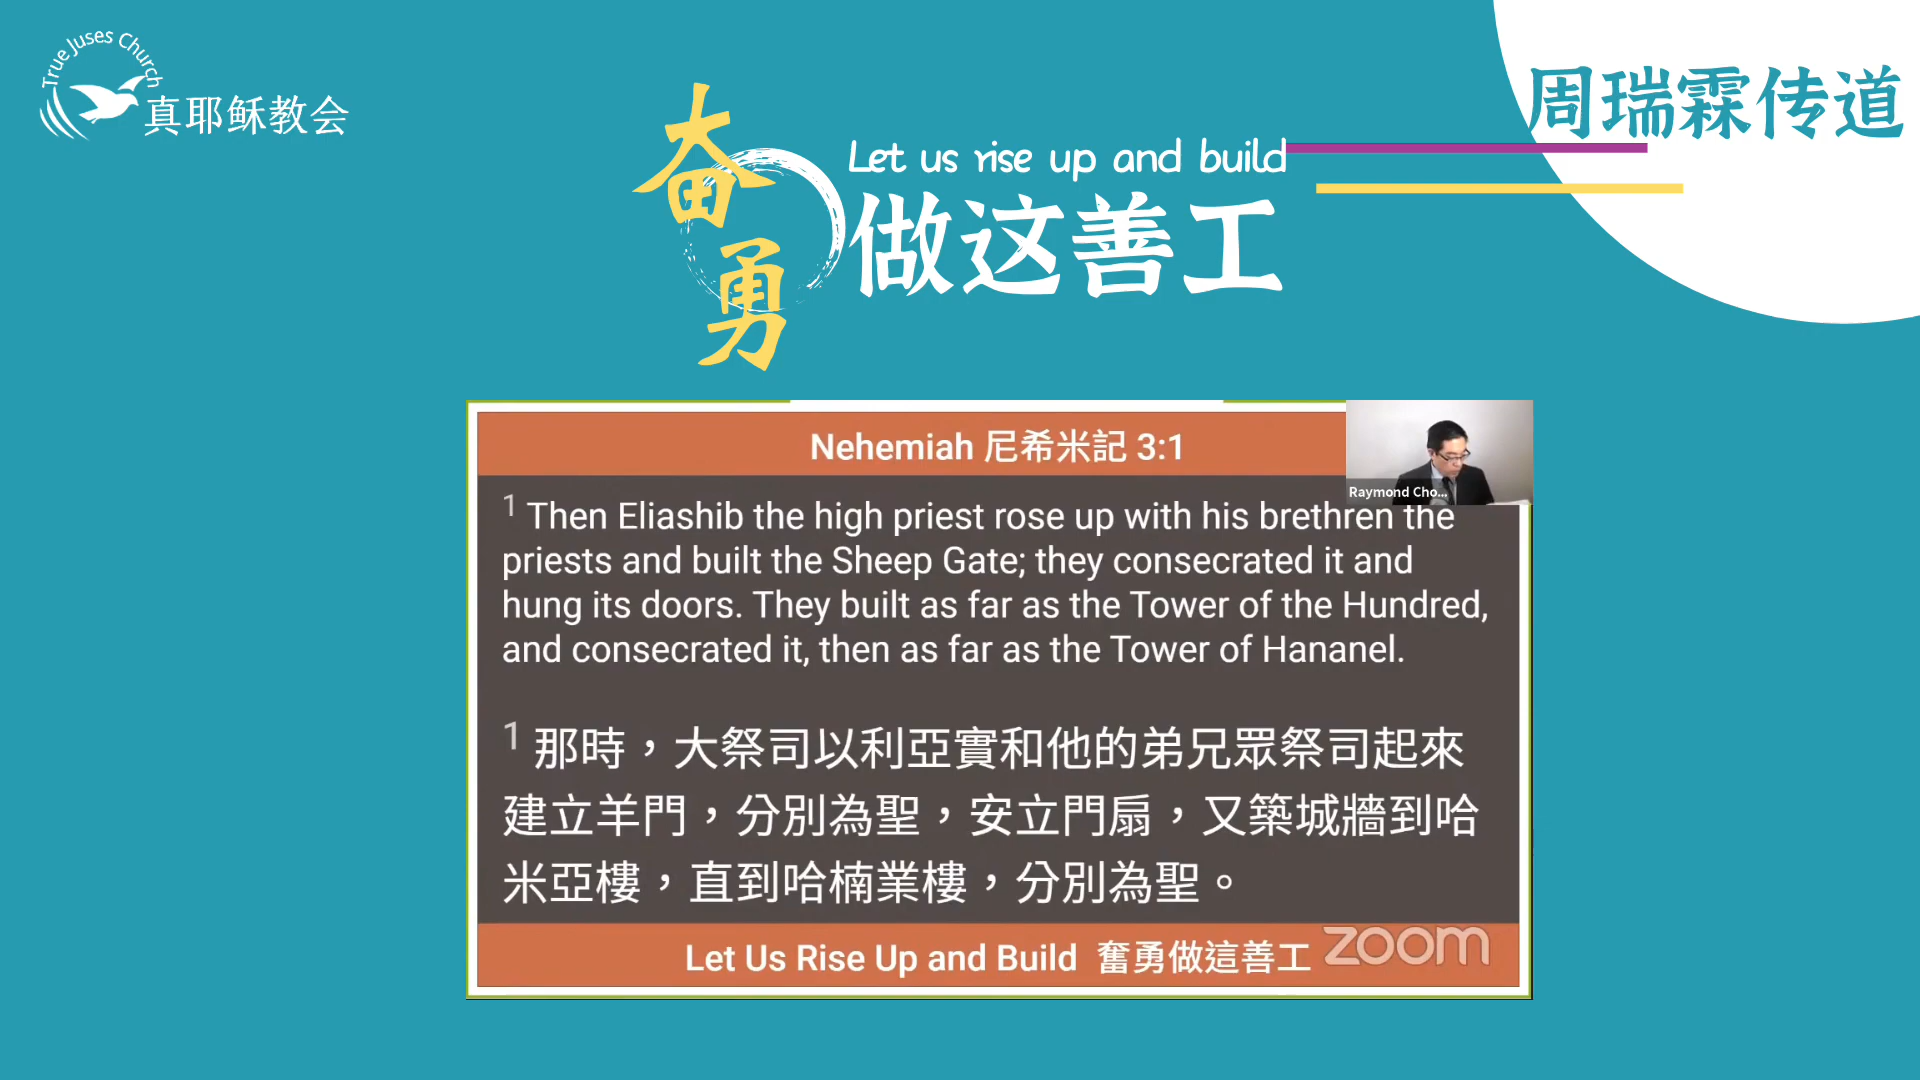 True Juses Church
真耶稣教会
周瑞霖传道
奋勇
Let us rise up and build
做这善工
Nehemiah 尼希米記 3:1
Raymond Cho...
1 Then Eliashib the high priest rose up with his brethren the
priests and built the Sheep Gate; they consecrated it and
hung its doors. They built as far as the Tower of the Hundred,
and consecrated it, then as far as the Tower of Hananel.
1 那時，大祭司以利亞實和他的弟兄眾祭司起來
建立羊門，分別為聖，安立門扇，又築城牆到哈
米亞樓，直到哈楠業樓，分別為聖。
Let Us Rise Up and Build 奮勇做這善工
zoom